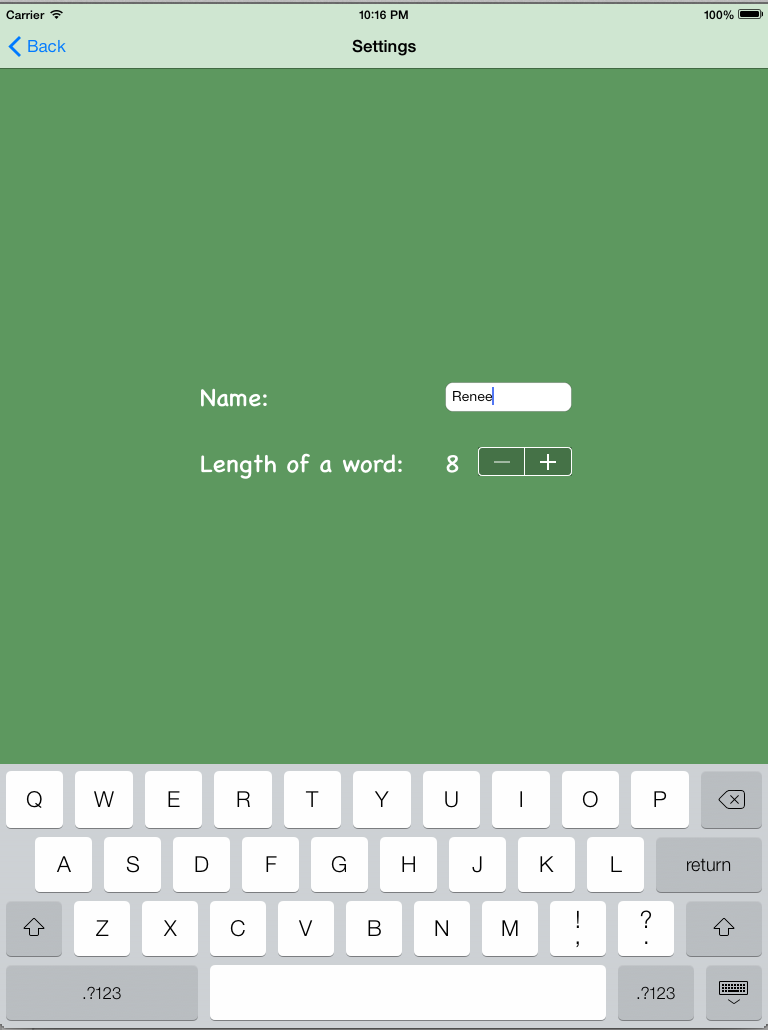 Carrier 10:16 PM 100%
Back Settings
Name: Renee
Length of a word: 8 − +
Q W E R T Y U I O P
A S D F G H J K L return
Z X C V B N M ! , ? .
.?123 .?123